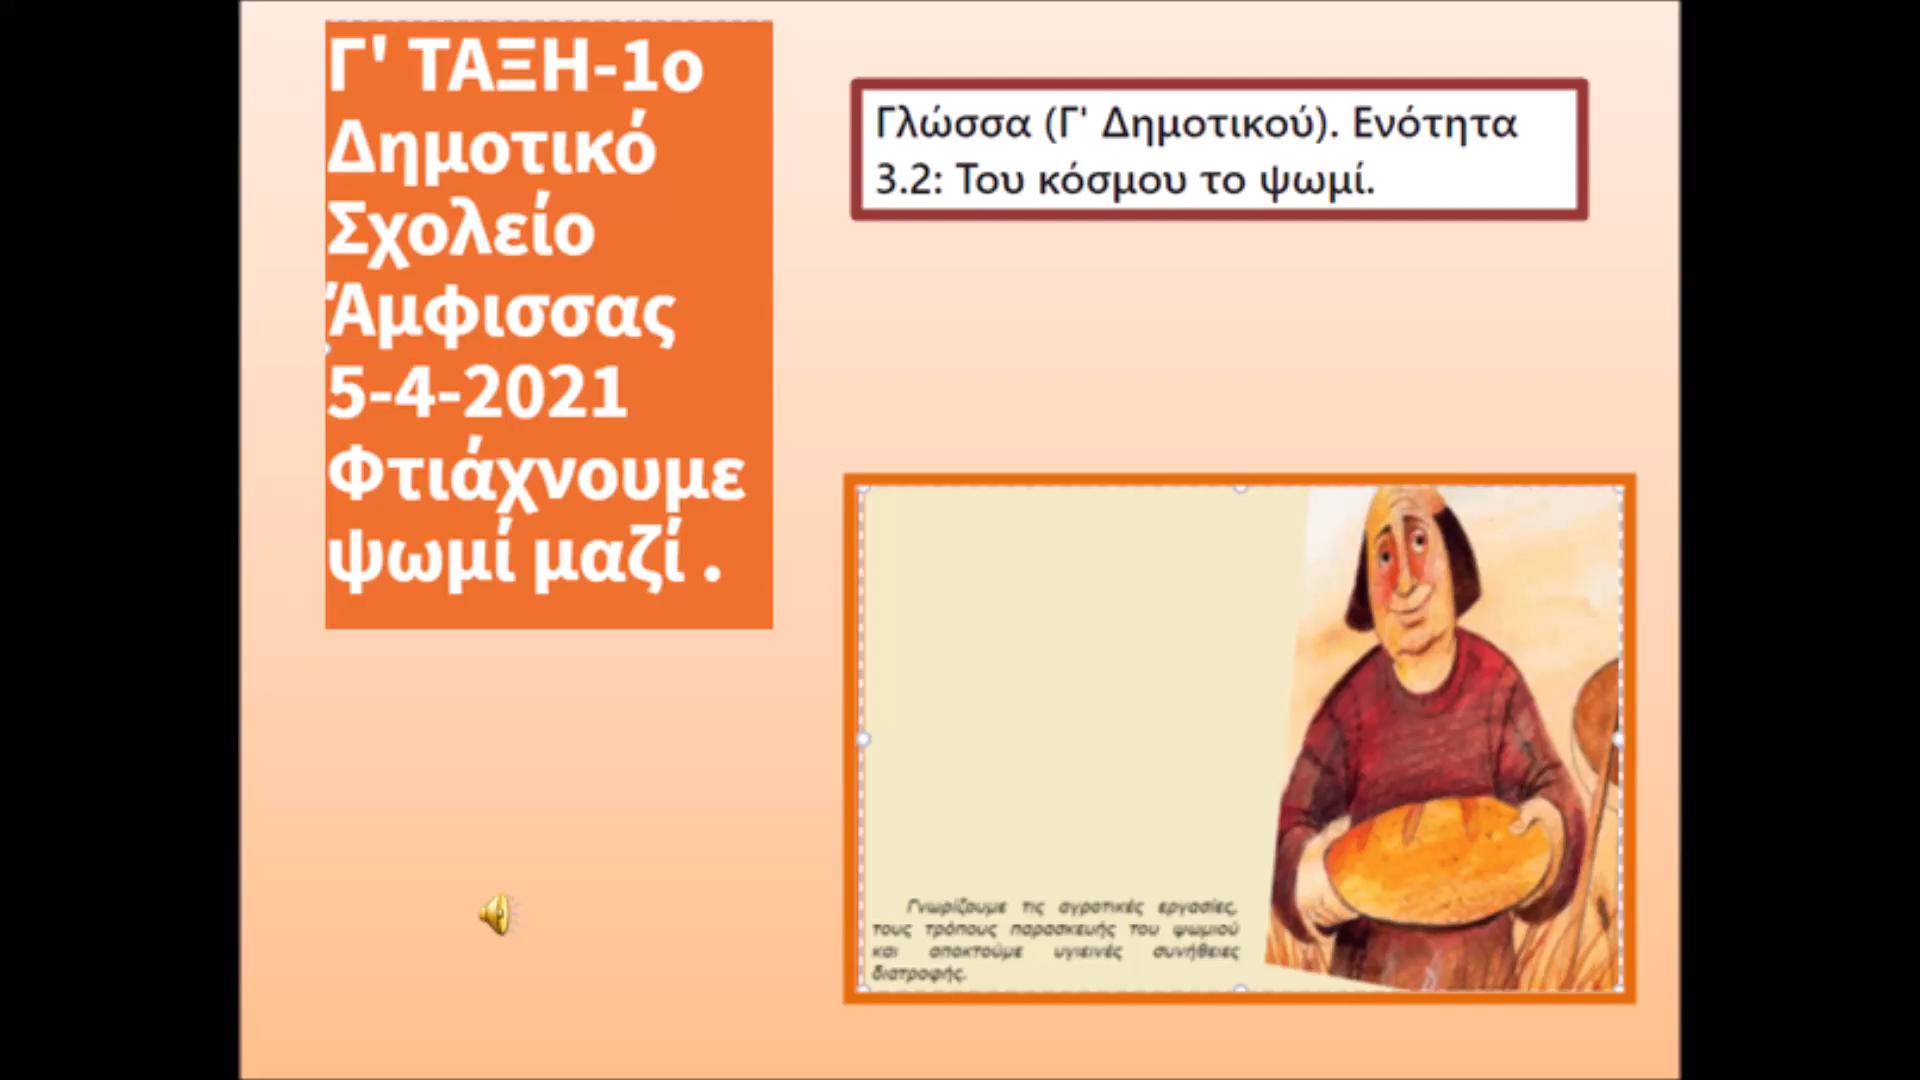 Γ' ΤΑΞΗ-1ο
Δημοτικό
Σχολείο
Άμφισσας
5-4-2021
Φτιάχνουμε
ψωμί μαζί .
Γλώσσα (Γ' Δημοτικού). Ενότητα
3.2: Του κόσμου το ψωμί.
Γνωρίζουμε τις αγροτικές εργασίες,
τους τρόπους παρασκευής του ψωμιού
και αποκτούμε υγιεινές συνήθειες
διατροφής.